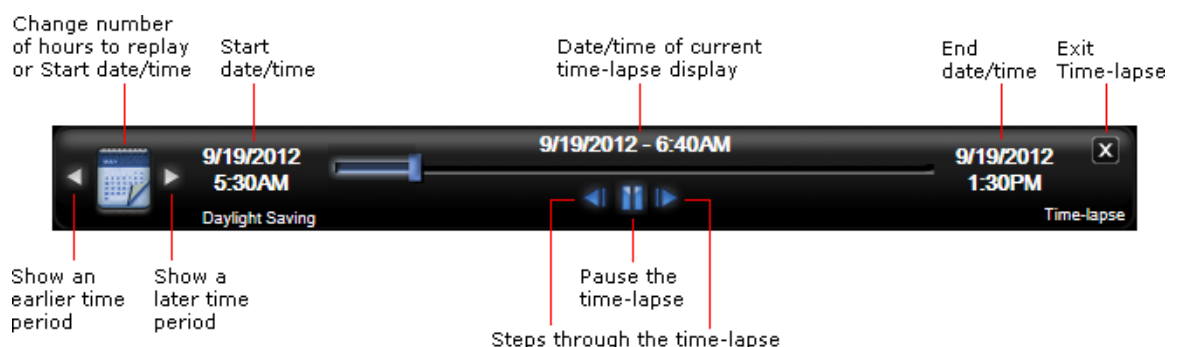 Change number
of hours to replay
or Start date/time
Start
date/time
Date/time of current
time-lapse display
End
date/time
Exit
Time-lapse
9/19/2012
5:30AM
Daylight Saving
9/19/2012 - 6:40AM
9/19/2012
1:30PM
X
Time-lapse
Show an
earlier time
period
Show a
later time
period
Pause the
time-lapse
Steps through the time-lapse